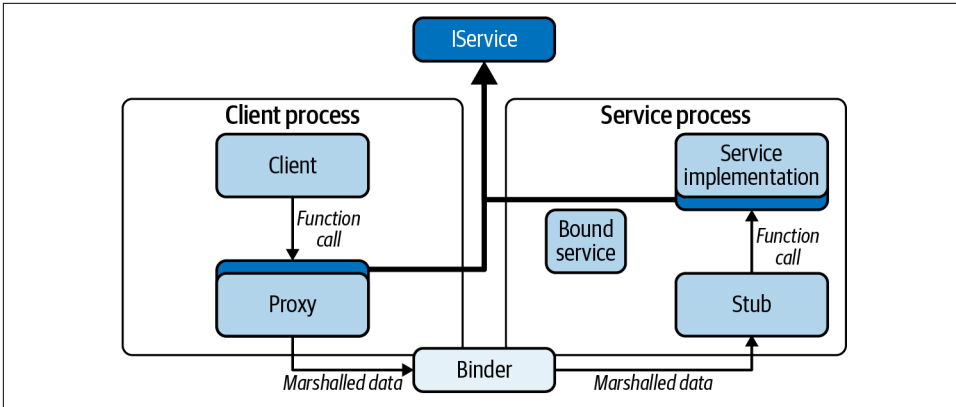 IService
Client process
Client
Function
call
Proxy
Service process
Service
implementation
Bound
service
Function
call
Stub
Marshalled data
Binder
Marshalled data